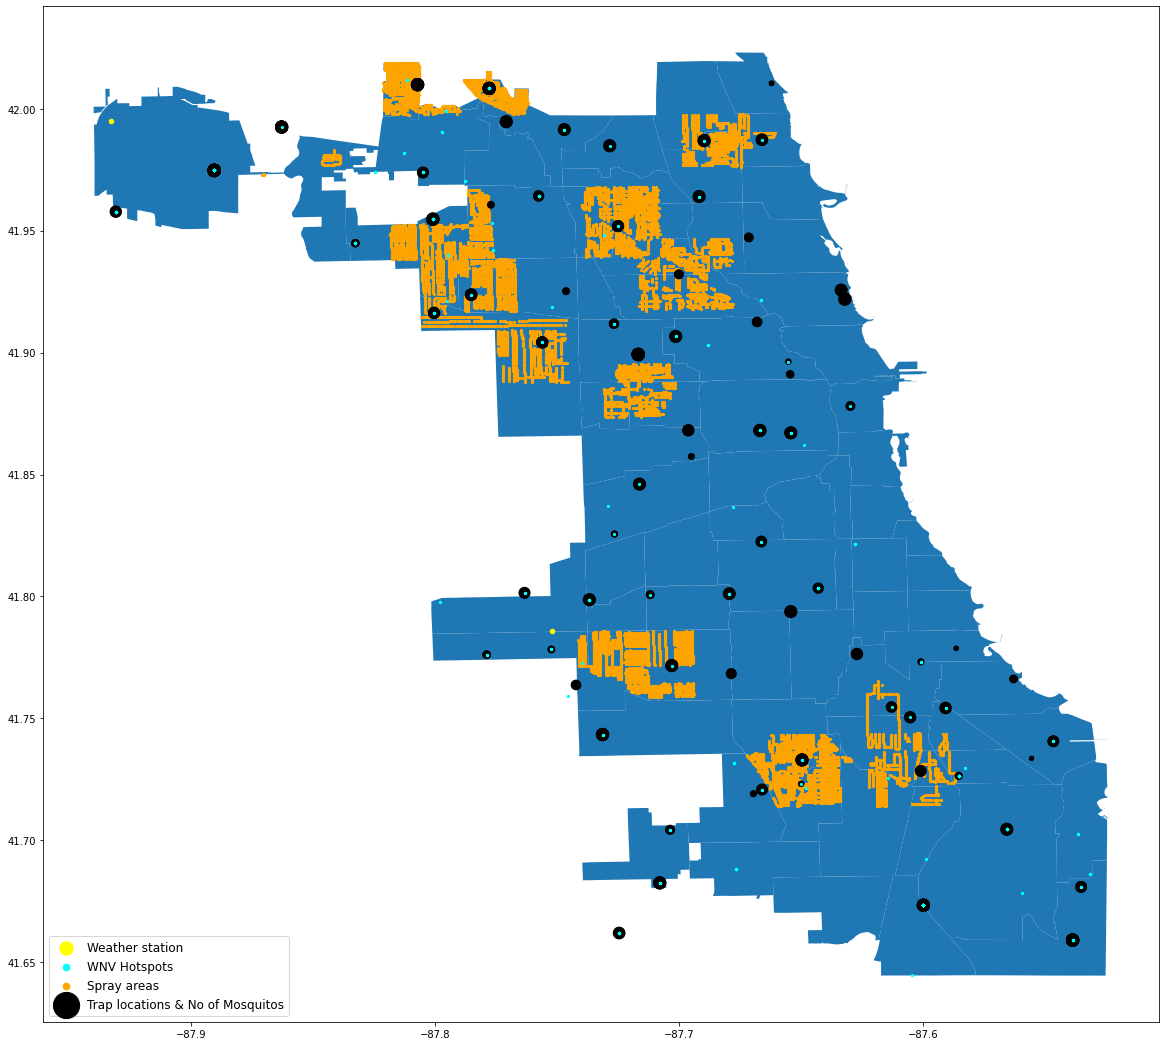 42.00
41.95
41.90
41.85
41.80
41.75
41.70
41.65
Weather station
WNV Hotspots
Spray areas
Trap locations & No of Mosquitos
−87.9 −87.8 −87.7 −87.6